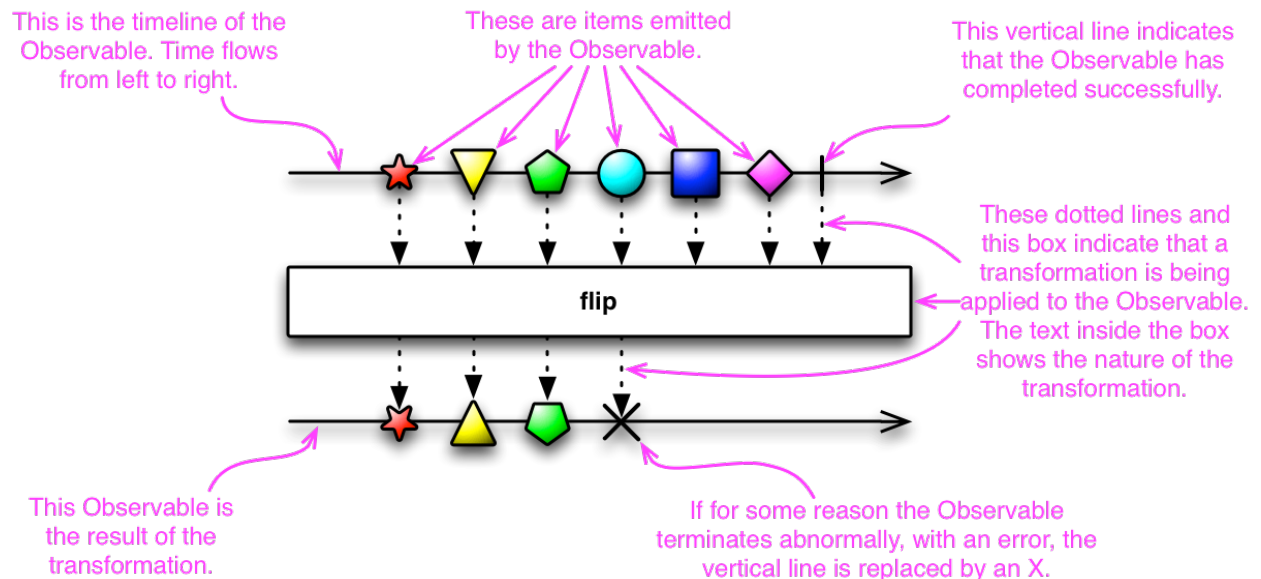 This is the timeline of the
Observable. Time flows
from left to right.
These are items emitted
by the Observable.
This vertical line indicates
that the Observable has
completed successfully.
These dotted lines and
this box indicate that a
transformation is being
applied to the Observable.
The text inside the box
shows the nature of the
transformation.
flip
This Observable is
the result of the
transformation.
If for some reason the Observable
terminates abnormally, with an error, the
vertical line is replaced by an X.